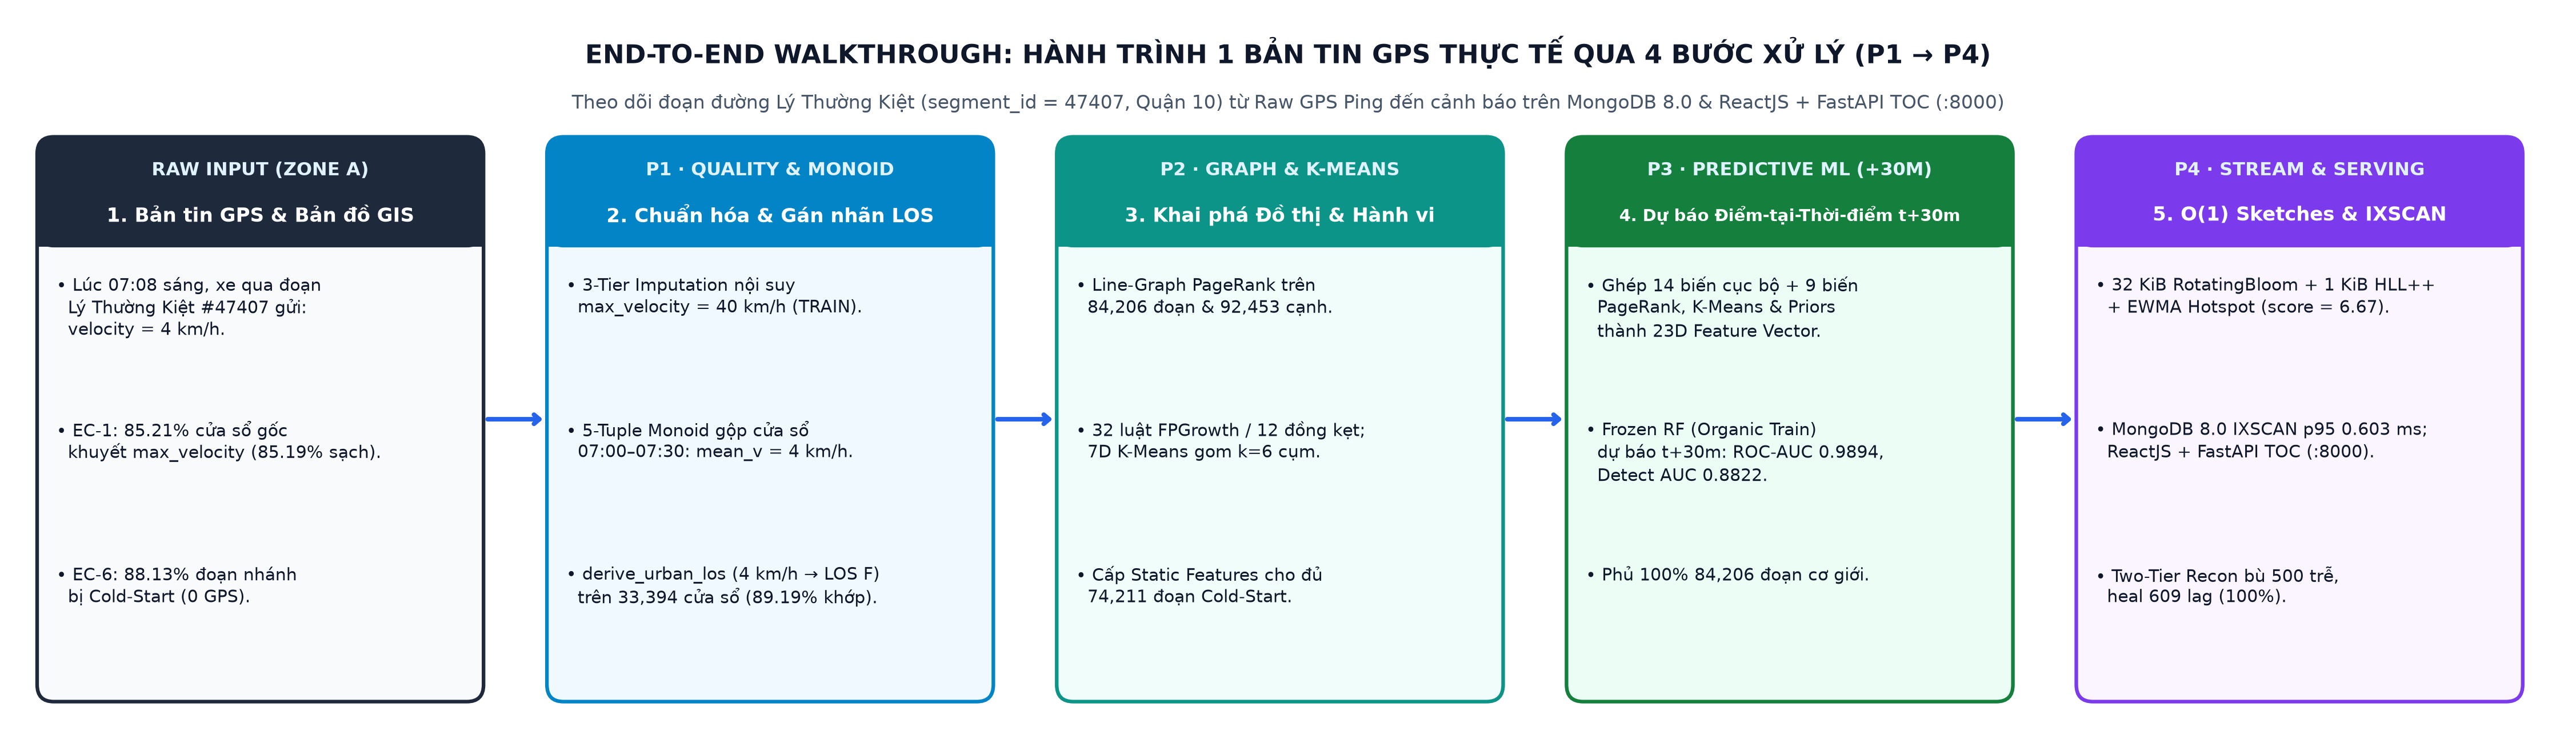 END-TO-END WALKTHROUGH: HÀNH TRÌNH 1 BẢN TIN GPS THỰC TẾ QUA 4 BƯỚC XỬ LÝ (P1 → P4)
Theo dõi đoạn đường Lý Thường Kiệt (segment_id = 47407, Quận 10) từ Raw GPS Ping đến cảnh báo trên MongoDB 8.0 & ReactJS + FastAPI TOC (:8000)
RAW INPUT (ZONE A)
1. Bản tin GPS & Bản đồ GIS
• Lúc 07:08 sáng, xe qua đoạn
Lý Thường Kiệt #47407 gửi:
velocity = 4 km/h.
• EC-1: 85.21% cửa sổ gốc
khuyết max_velocity (85.19% sạch).
• EC-6: 88.13% đoạn nhánh
bị Cold-Start (0 GPS).
P1 · QUALITY & MONOID
2. Chuẩn hóa & Gán nhãn LOS
• 3-Tier Imputation nội suy
max_velocity = 40 km/h (TRAIN).
• 5-Tuple Monoid gộp cửa sổ
07:00–07:30: mean_v = 4 km/h.
• derive_urban_los (4 km/h → LOS F)
trên 33,394 cửa sổ (89.19% khớp).
P2 · GRAPH & K-MEANS
3. Khai phá Đồ thị & Hành vi
• Line-Graph PageRank trên
84,206 đoạn & 92,453 cạnh.
• 32 luật FPGrowth / 12 đồng kẹt;
7D K-Means gom k=6 cụm.
• Cấp Static Features cho đủ
74,211 đoạn Cold-Start.
P3 · PREDICTIVE ML (+30M)
4. Dự báo Điểm-tại-Thời-điểm t+30m
• Ghép 14 biến cục bộ + 9 biến
PageRank, K-Means & Priors
thành 23D Feature Vector.
• Frozen RF (Organic Train)
dự báo t+30m: ROC-AUC 0.9894,
Detect AUC 0.8822.
• Phủ 100% 84,206 đoạn cơ giới.
P4 · STREAM & SERVING
5. O(1) Sketches & IXSCAN
• 32 KiB RotatingBloom + 1 KiB HLL++
+ EWMA Hotspot (score = 6.67).
• MongoDB 8.0 IXSCAN p95 0.603 ms;
ReactJS + FastAPI TOC (:8000).
• Two-Tier Recon bù 500 trễ,
heal 609 lag (100%).